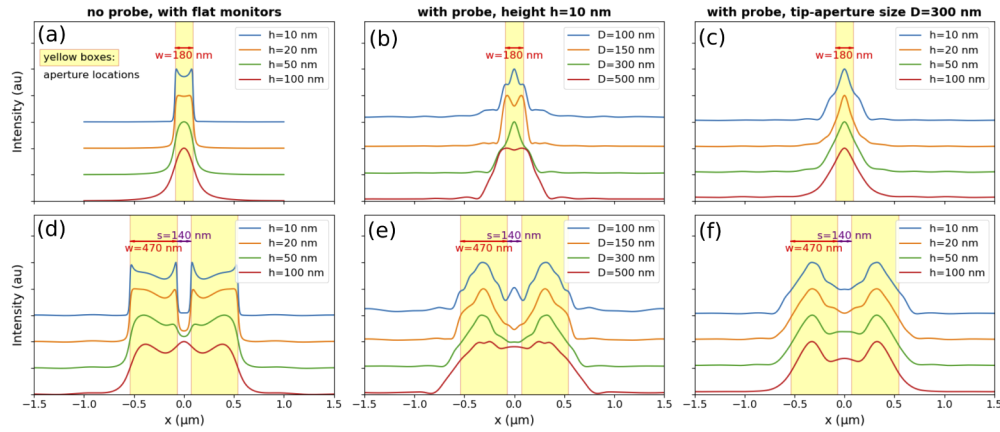 no probe, with flat monitors
with probe, height h=10 nm
with probe, tip-aperture size D=300 nm
(a)
yellow boxes:
aperture locations
w=180 nm
h=10 nm
h=20 nm
h=50 nm
h=100 nm
(b)
w=180 nm
D=100 nm
D=150 nm
D=300 nm
D=500 nm
(c)
w=180 nm
h=10 nm
h=20 nm
h=50 nm
h=100 nm
Intensity (au)
(d)
s=140 nm
w=470 nm
h=10 nm
h=20 nm
h=50 nm
h=100 nm
(e)
s=140 nm
w=470 nm
D=100 nm
D=150 nm
D=300 nm
D=500 nm
(f)
s=140 nm
w=470 nm
h=10 nm
h=20 nm
h=50 nm
h=100 nm
Intensity (au)
−1.5 −1.0 −0.5 0.0 0.5 1.0 1.5
−1.0 −0.5 0.0 0.5 1.0 1.5
−1.0 −0.5 0.0 0.5 1.0 1.5
x (μm)
x (μm)
x (μm)